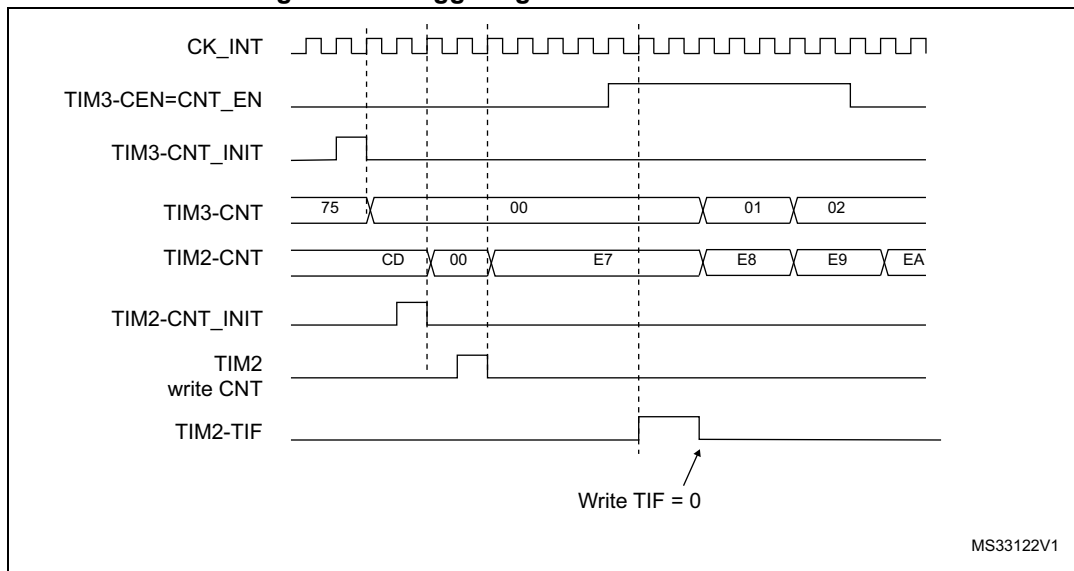 CK_INT
TIM3-CEN=CNT_EN
TIM3-CNT_INIT
TIM3-CNT 75 00 01 02
TIM2-CNT CD 00 E7 E8 E9 EA
TIM2-CNT_INIT
TIM2
write CNT
TIM2-TIF
Write TIF = 0
MS33122V1